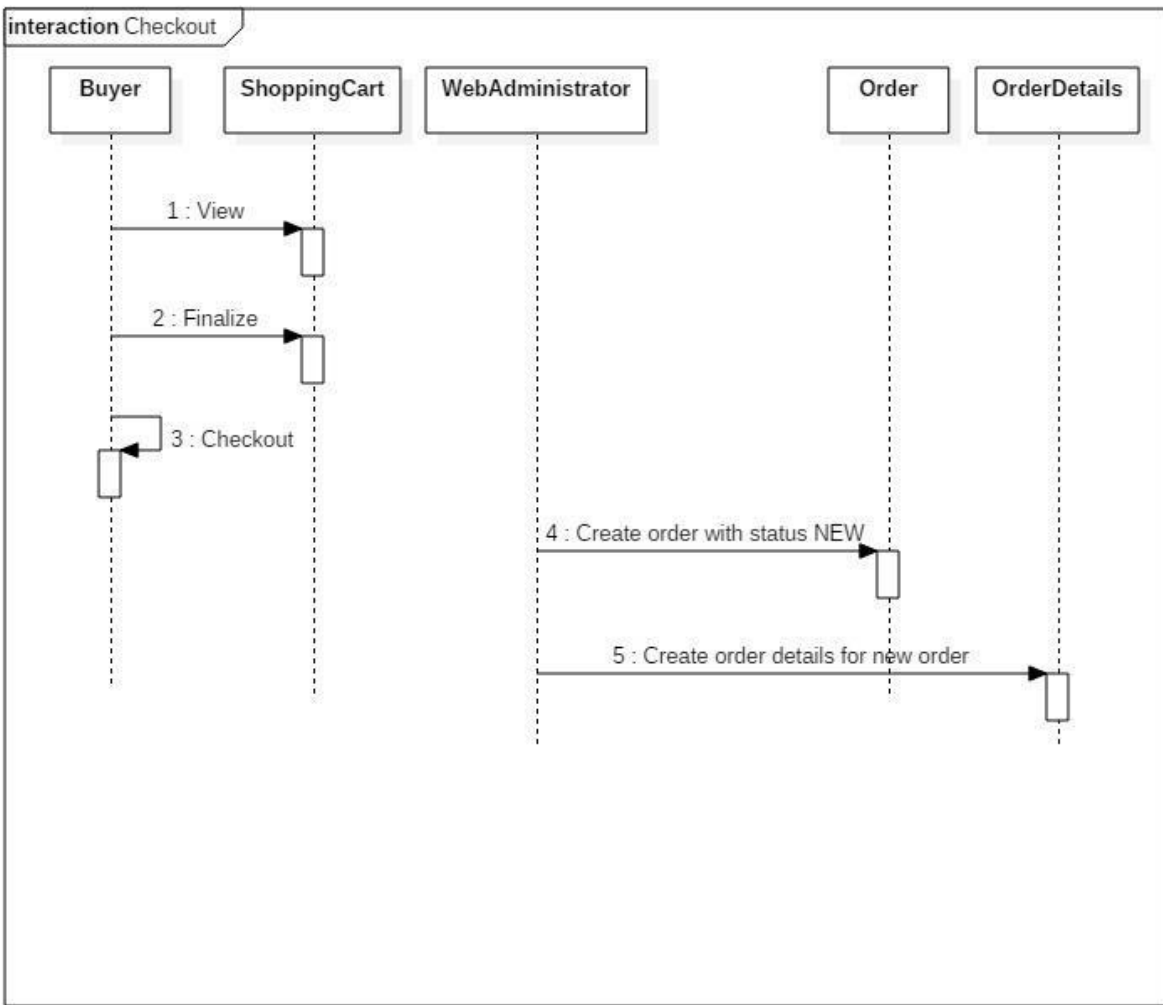 interaction Checkout
Buyer
ShoppingCart
WebAdministrator
Order
OrderDetails
1 : View
2 : Finalize
3 : Checkout
4 : Create order with status NEW
5 : Create order details for new order